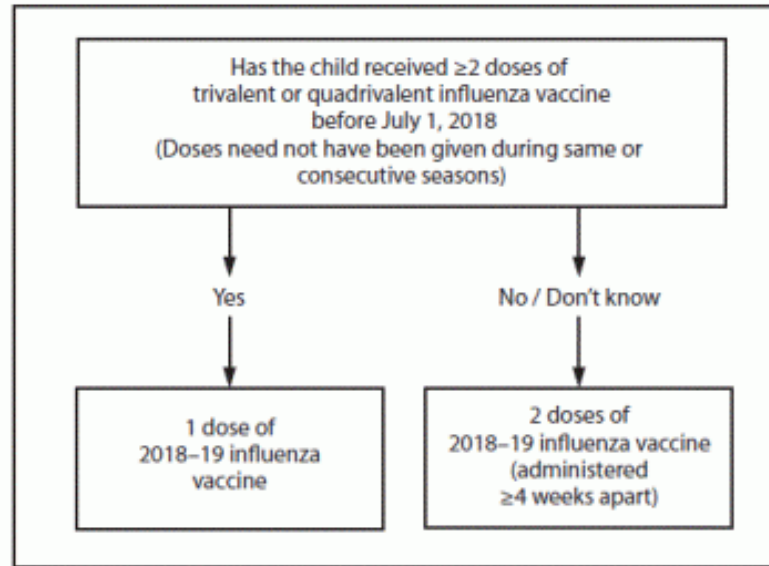 Has the child received ≥2 doses of
trivalent or quadrivalent influenza vaccine
before July 1, 2018
(Doses need not have been given during same or
consecutive seasons)
Yes
No / Don't know
1 dose of
2018–19 influenza
vaccine
2 doses of
2018–19 influenza vaccine
(administered
≥4 weeks apart)